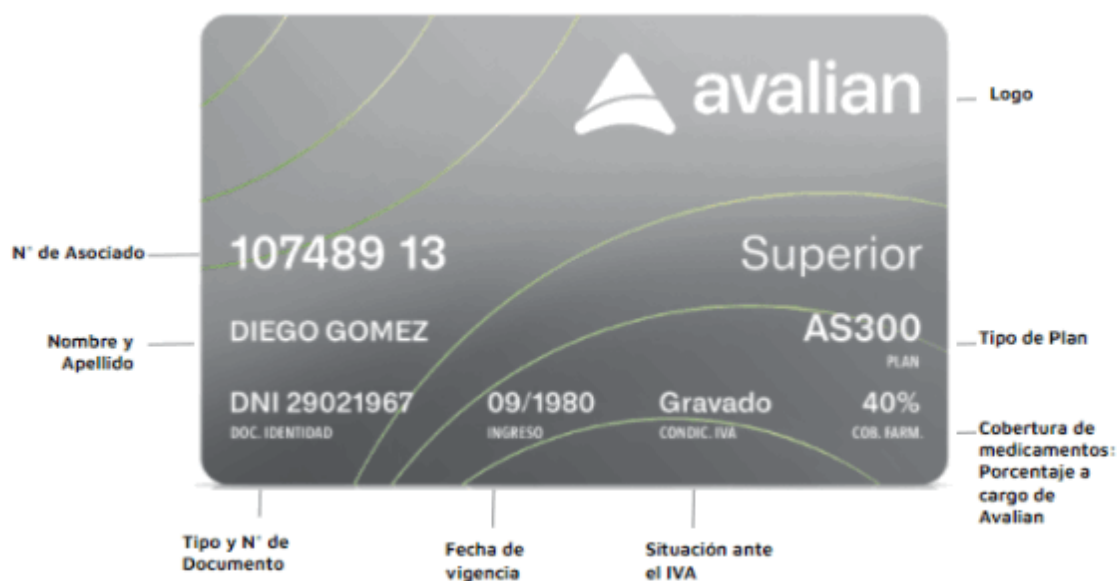 avalian
Logo
N° de Asociado
107489 13
Superior
Nombre y
Apellido
DIEGO GOMEZ
AS300
PLAN
Tipo de Plan
DNI 29021967
DOC. IDENTIDAD
09/1980
INGRESO
Gravado
CONDIC. IVA
40%
COB. FARM.
Cobertura de
medicamentos:
Porcentaje a
cargo de
Avalian
Tipo y N° de
Documento
Fecha de
vigencia
Situación ante
el IVA